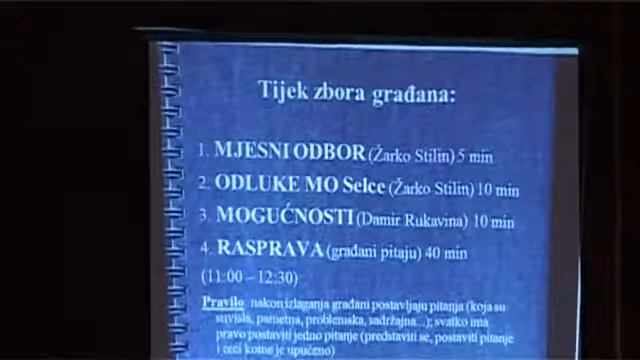 Tijek zbora građana:
1. MJESNI ODBOR (Žarko Stilin) 5 min
2. ODLUKE MO Selce (Žarko Stilin) 10 min
3. MOGUĆNOSTI (Damir Rukavina) 10 min
4. RASPRAVA (građani pitaju) 40 min
(11:00 – 12:30)
Pravilo: nakon izlaganja građani postavljaju pitanja (koja su
suvisla, pametna, problemska, sadržajna...); svatko ima
pravo postaviti jedno pitanje (predstaviti se, postaviti pitanje
i reći kome je upućeno)